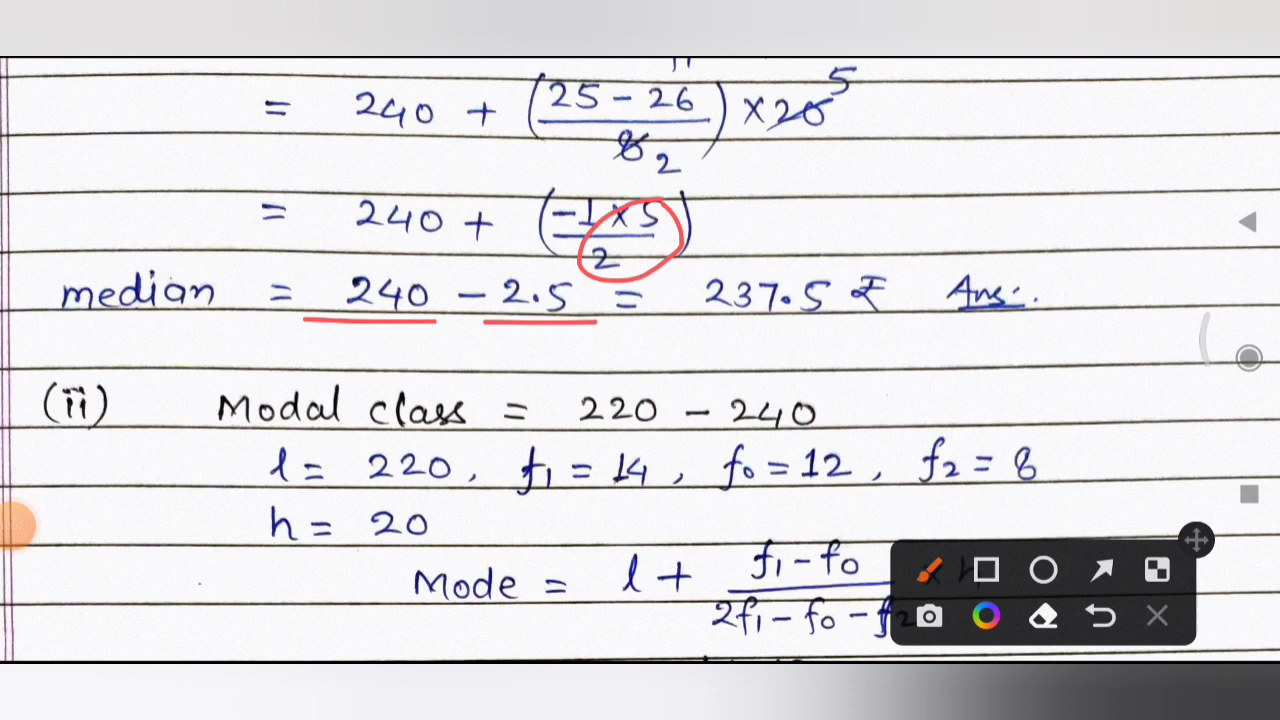 = 240 + (25 - 26 / 8 2) × 20 5
= 240 + (-1 × 5 / 2)
median = 240 - 2.5 = 237.5 ₹ Ans:.
(ii) Modal class = 220 - 240
l = 220, f1 = 14, f0 = 12, f2 = 8
h = 20
Mode = l + f1 - f0 / 2f1 - f0 - f2 × h